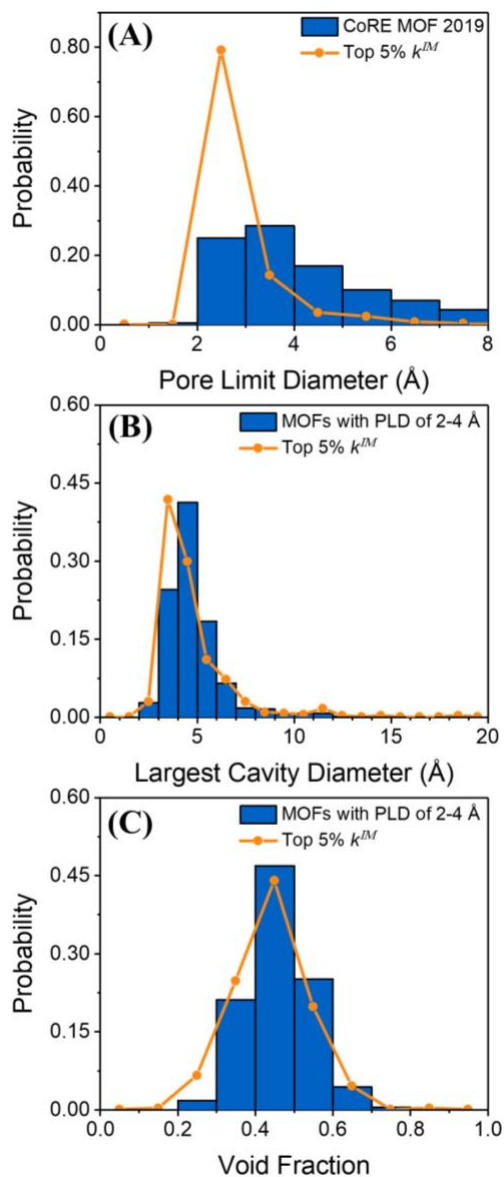 (A)
CoRE MOF 2019
Top 5% k^IM
Probability
0.80
0.60
0.40
0.20
0.00
0 2 4 6 8
Pore Limit Diameter (Å)
(B)
MOFs with PLD of 2-4 Å
Top 5% k^IM
Probability
0.60
0.45
0.30
0.15
0.00
0 5 10 15 20
Largest Cavity Diameter (Å)
(C)
MOFs with PLD of 2-4 Å
Top 5% k^IM
Probability
0.60
0.45
0.30
0.15
0.00
0.0 0.2 0.4 0.6 0.8 1.0
Void Fraction